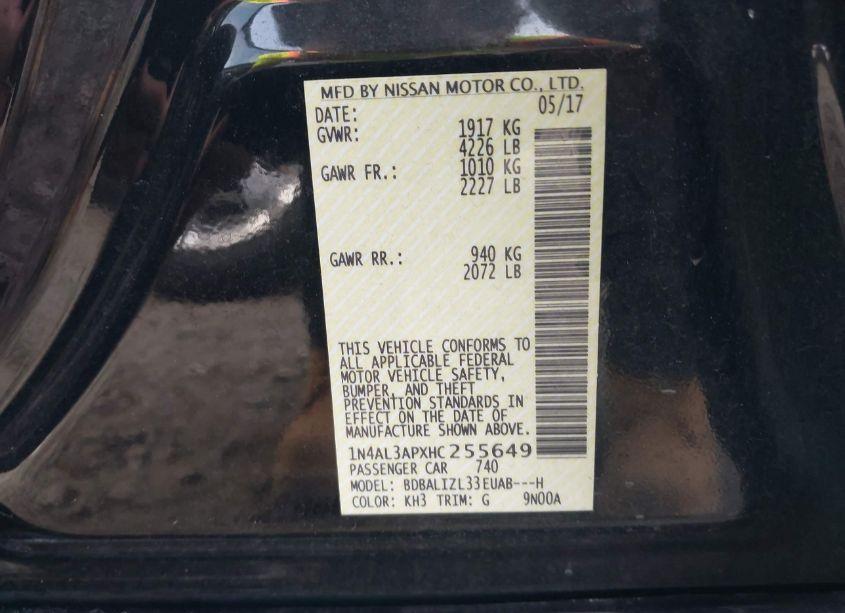 MFD BY NISSAN MOTOR CO., LTD.
DATE: 05/17
GVWR: 1917 KG
4226 LB
GAWR FR.: 1010 KG
2227 LB
GAWR RR.: 940 KG
2072 LB
THIS VEHICLE CONFORMS TO
ALL APPLICABLE FEDERAL
MOTOR VEHICLE SAFETY,
BUMPER, AND THEFT
PREVENTION STANDARDS IN
EFFECT ON THE DATE OF
MANUFACTURE SHOWN ABOVE.
1N4AL3APXHC255649
PASSENGER CAR 740
MODEL: BDBALIZL33EUAB---H
COLOR: KH3 TRIM: G 9N00A